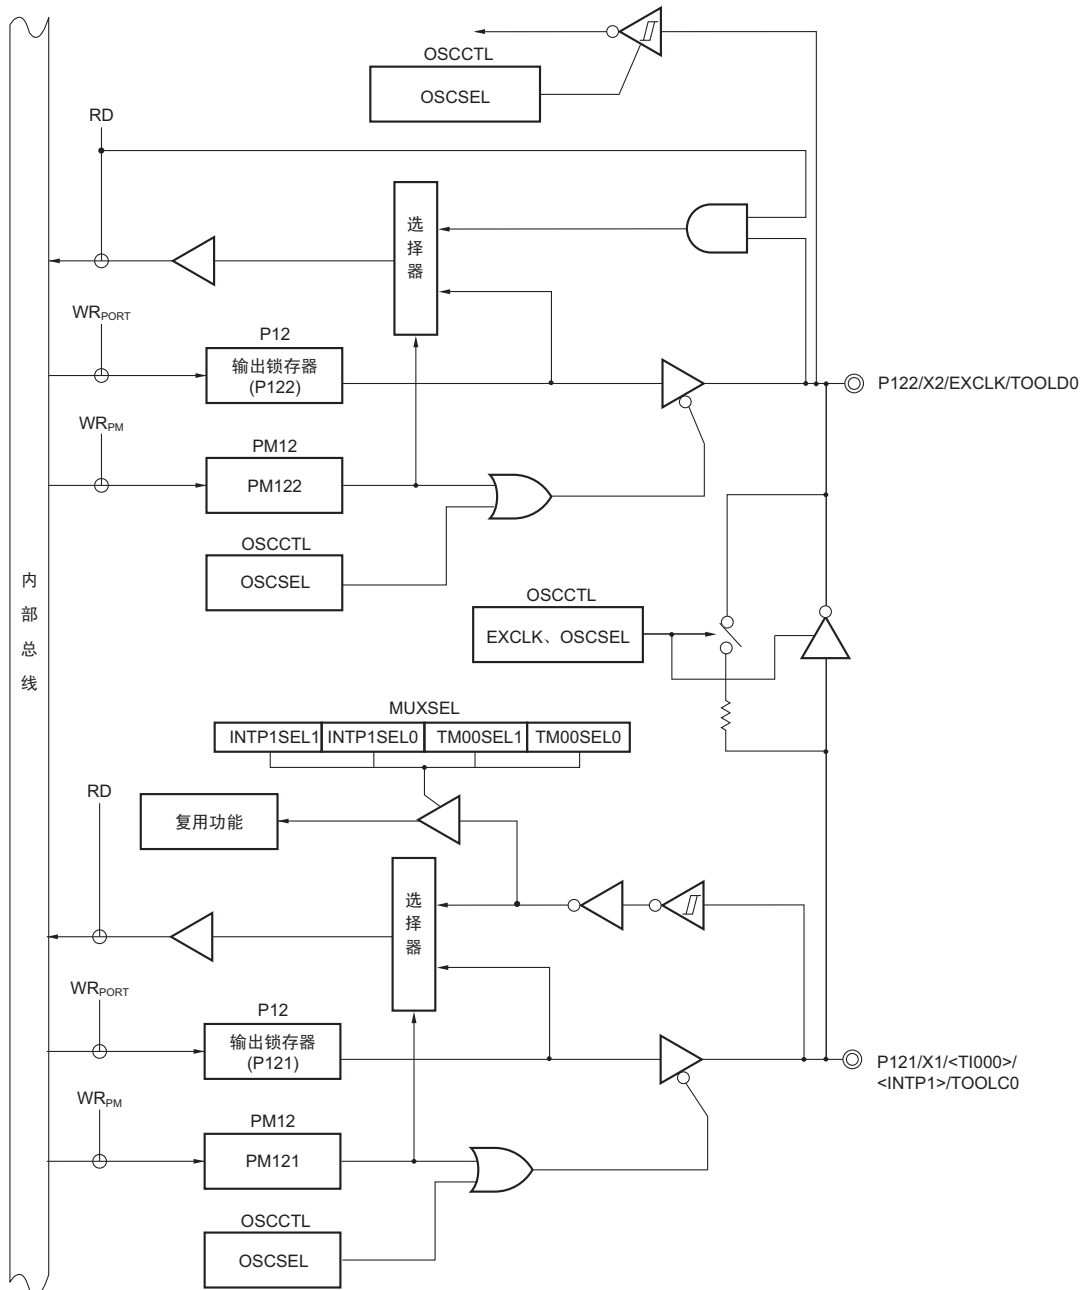 OSCCTL
OSCSEL
RD
选择器
WRPORT
P12
输出锁存器
(P122)
P122/X2/EXCLK/TOOLD0
WRPM
PM12
PM122
OSCCTL
OSCSEL
内部总线
OSCCTL
EXCLK、OSCSEL
MUXSEL
INTP1SEL1 INTP1SEL0 TM00SEL1 TM00SEL0
RD
复用功能
选择器
WRPORT
P12
输出锁存器
(P121)
P121/X1/<TI000>/
<INTP1>/TOOLC0
WRPM
PM12
PM121
OSCCTL
OSCSEL